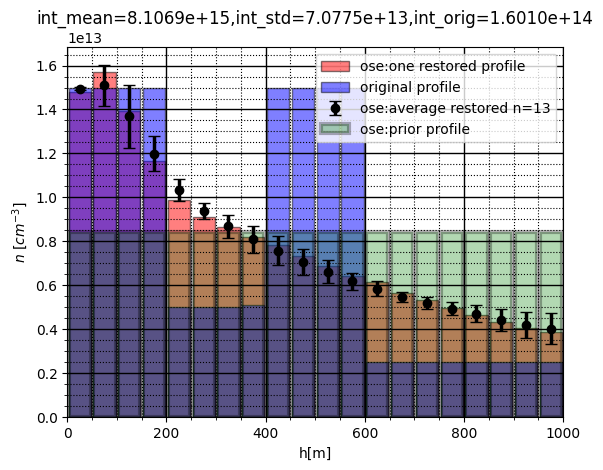 int_mean=8.1069e+15,int_std=7.0775e+13,int_orig=1.6010e+14
1e13
1.6
1.4
1.2
1.0
0.8
0.6
0.4
0.2
0.0
n [cm⁻³]
ose:one restored profile
original profile
ose:average restored n=13
ose:prior profile
0 200 400 600 800 1000
h[m]